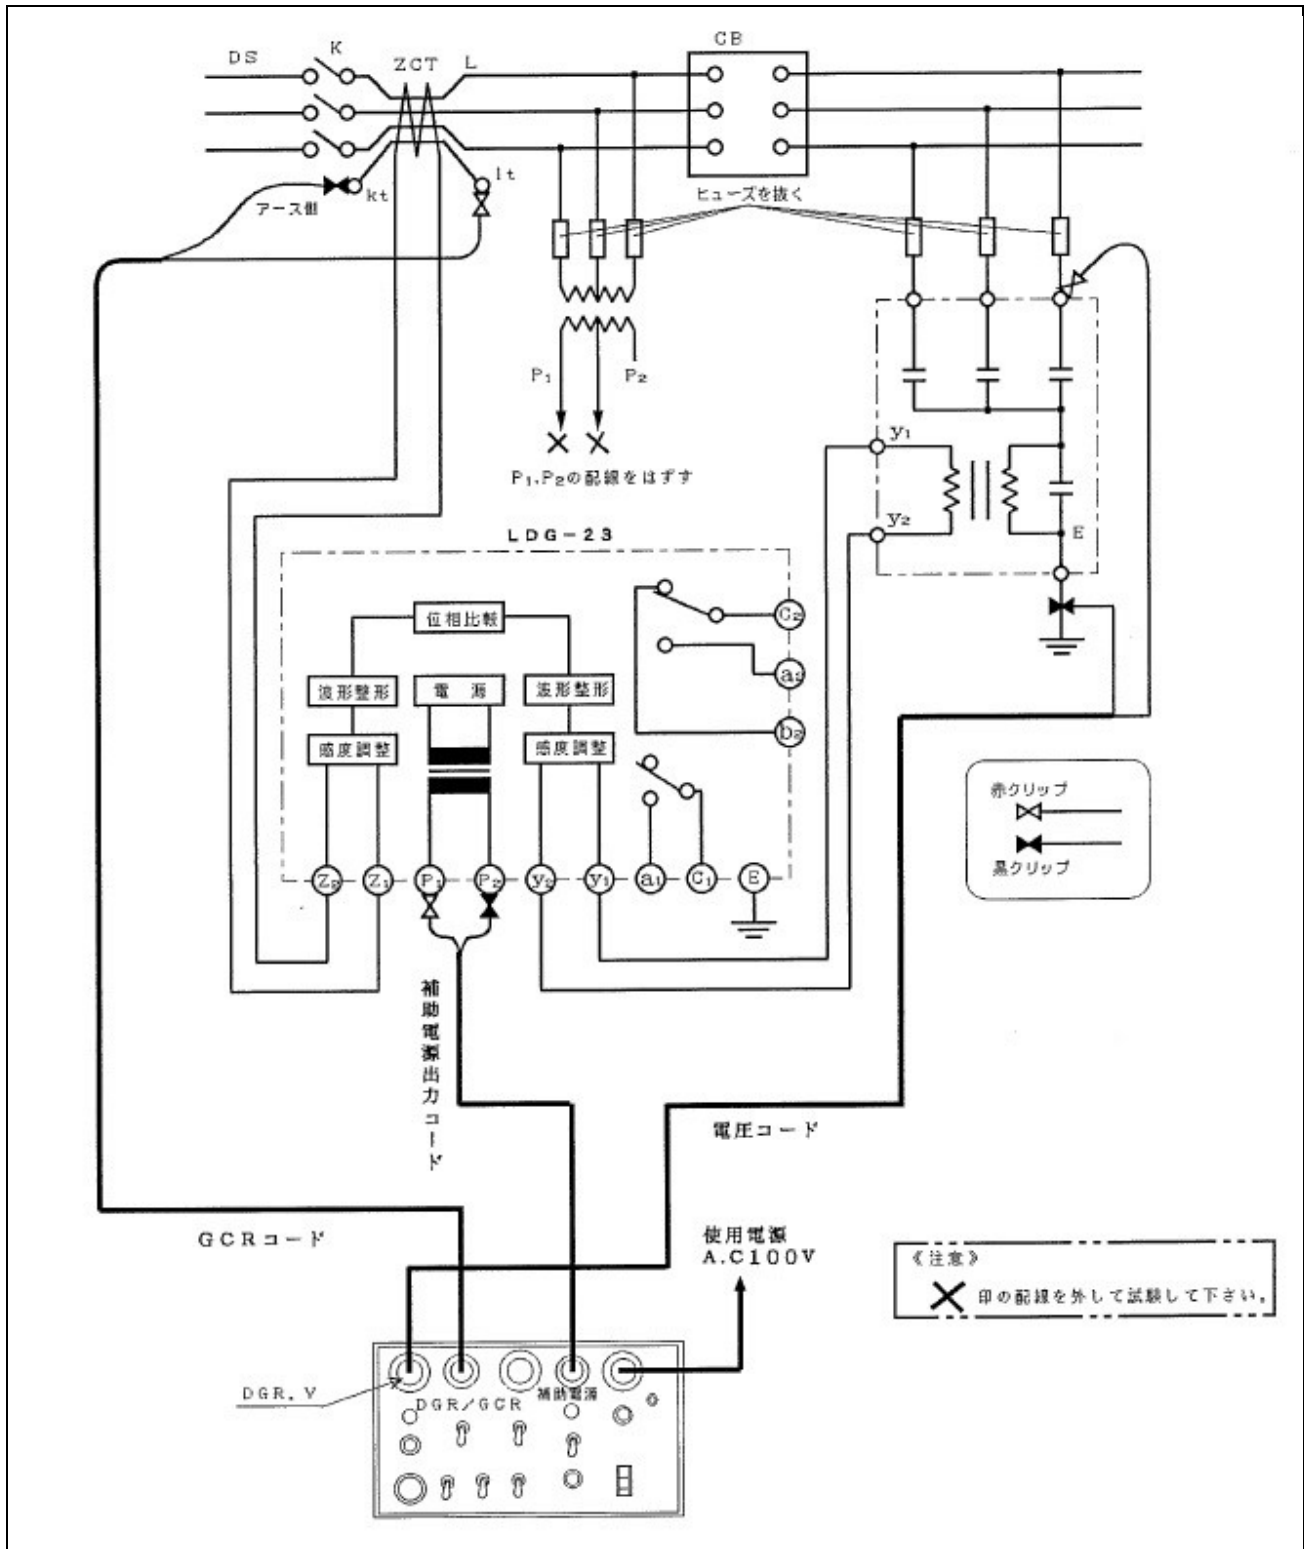 DS
K
ZCT
L
CB
kt
lt
アース側
ヒューズを抜く
P₁
P₂
P₁.P₂の配線をはずす
y₁
y₂
E
LDG-23
位相比較
波形整形
電 源
波形整形
感度調整
感度調整
C₂
a₂
b₂
Z₂
Z₁
P₁
P₂
y₂
y₁
a₁
C₁
E
赤クリップ
黒クリップ
補助電源出力コード
電圧コード
GCRコード
使用電源
A.C100V
《注意》
印の配線を外して試験して下さい。
DGR.V
DGR/GCR
補助電源